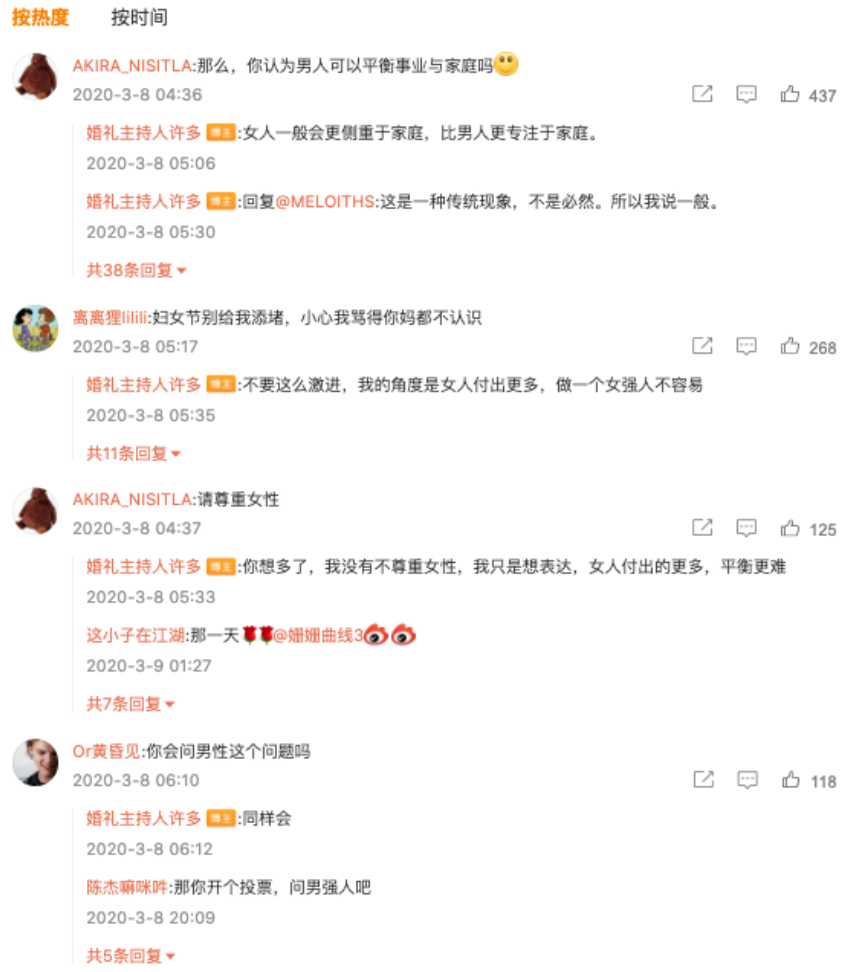 按热度 按时间
AKIRA_NISITLA:那么，你认为男人可以平衡事业与家庭吗
2020-3-8 04:36 437
婚礼主持人许多 博主:女人一般会更侧重于家庭，比男人更专注于家庭。
2020-3-8 05:06
婚礼主持人许多 博主:回复@MELOITHS:这是一种传统现象，不是必然。所以我说一般。
2020-3-8 05:30
共38条回复
离离狸lilili:妇女节别给我添堵，小心我骂得你妈都不认识
2020-3-8 05:17 268
婚礼主持人许多 博主:不要这么激进，我的角度是女人付出更多，做一个女强人不容易
2020-3-8 05:35
共11条回复
AKIRA_NISITLA:请尊重女性
2020-3-8 04:37 125
婚礼主持人许多 博主:你想多了，我没有不尊重女性，我只是想表达，女人付出的更多，平衡更难
2020-3-8 05:33
这小子在江湖:那一天@姗姗曲线3
2020-3-9 01:27
共7条回复
Or黄昏见:你会问男性这个问题吗
2020-3-8 06:10 118
婚礼主持人许多 博主:同样会
2020-3-8 06:12
陈杰嘛咪吽:那你开个投票，问男强人吧
2020-3-8 20:09
共5条回复